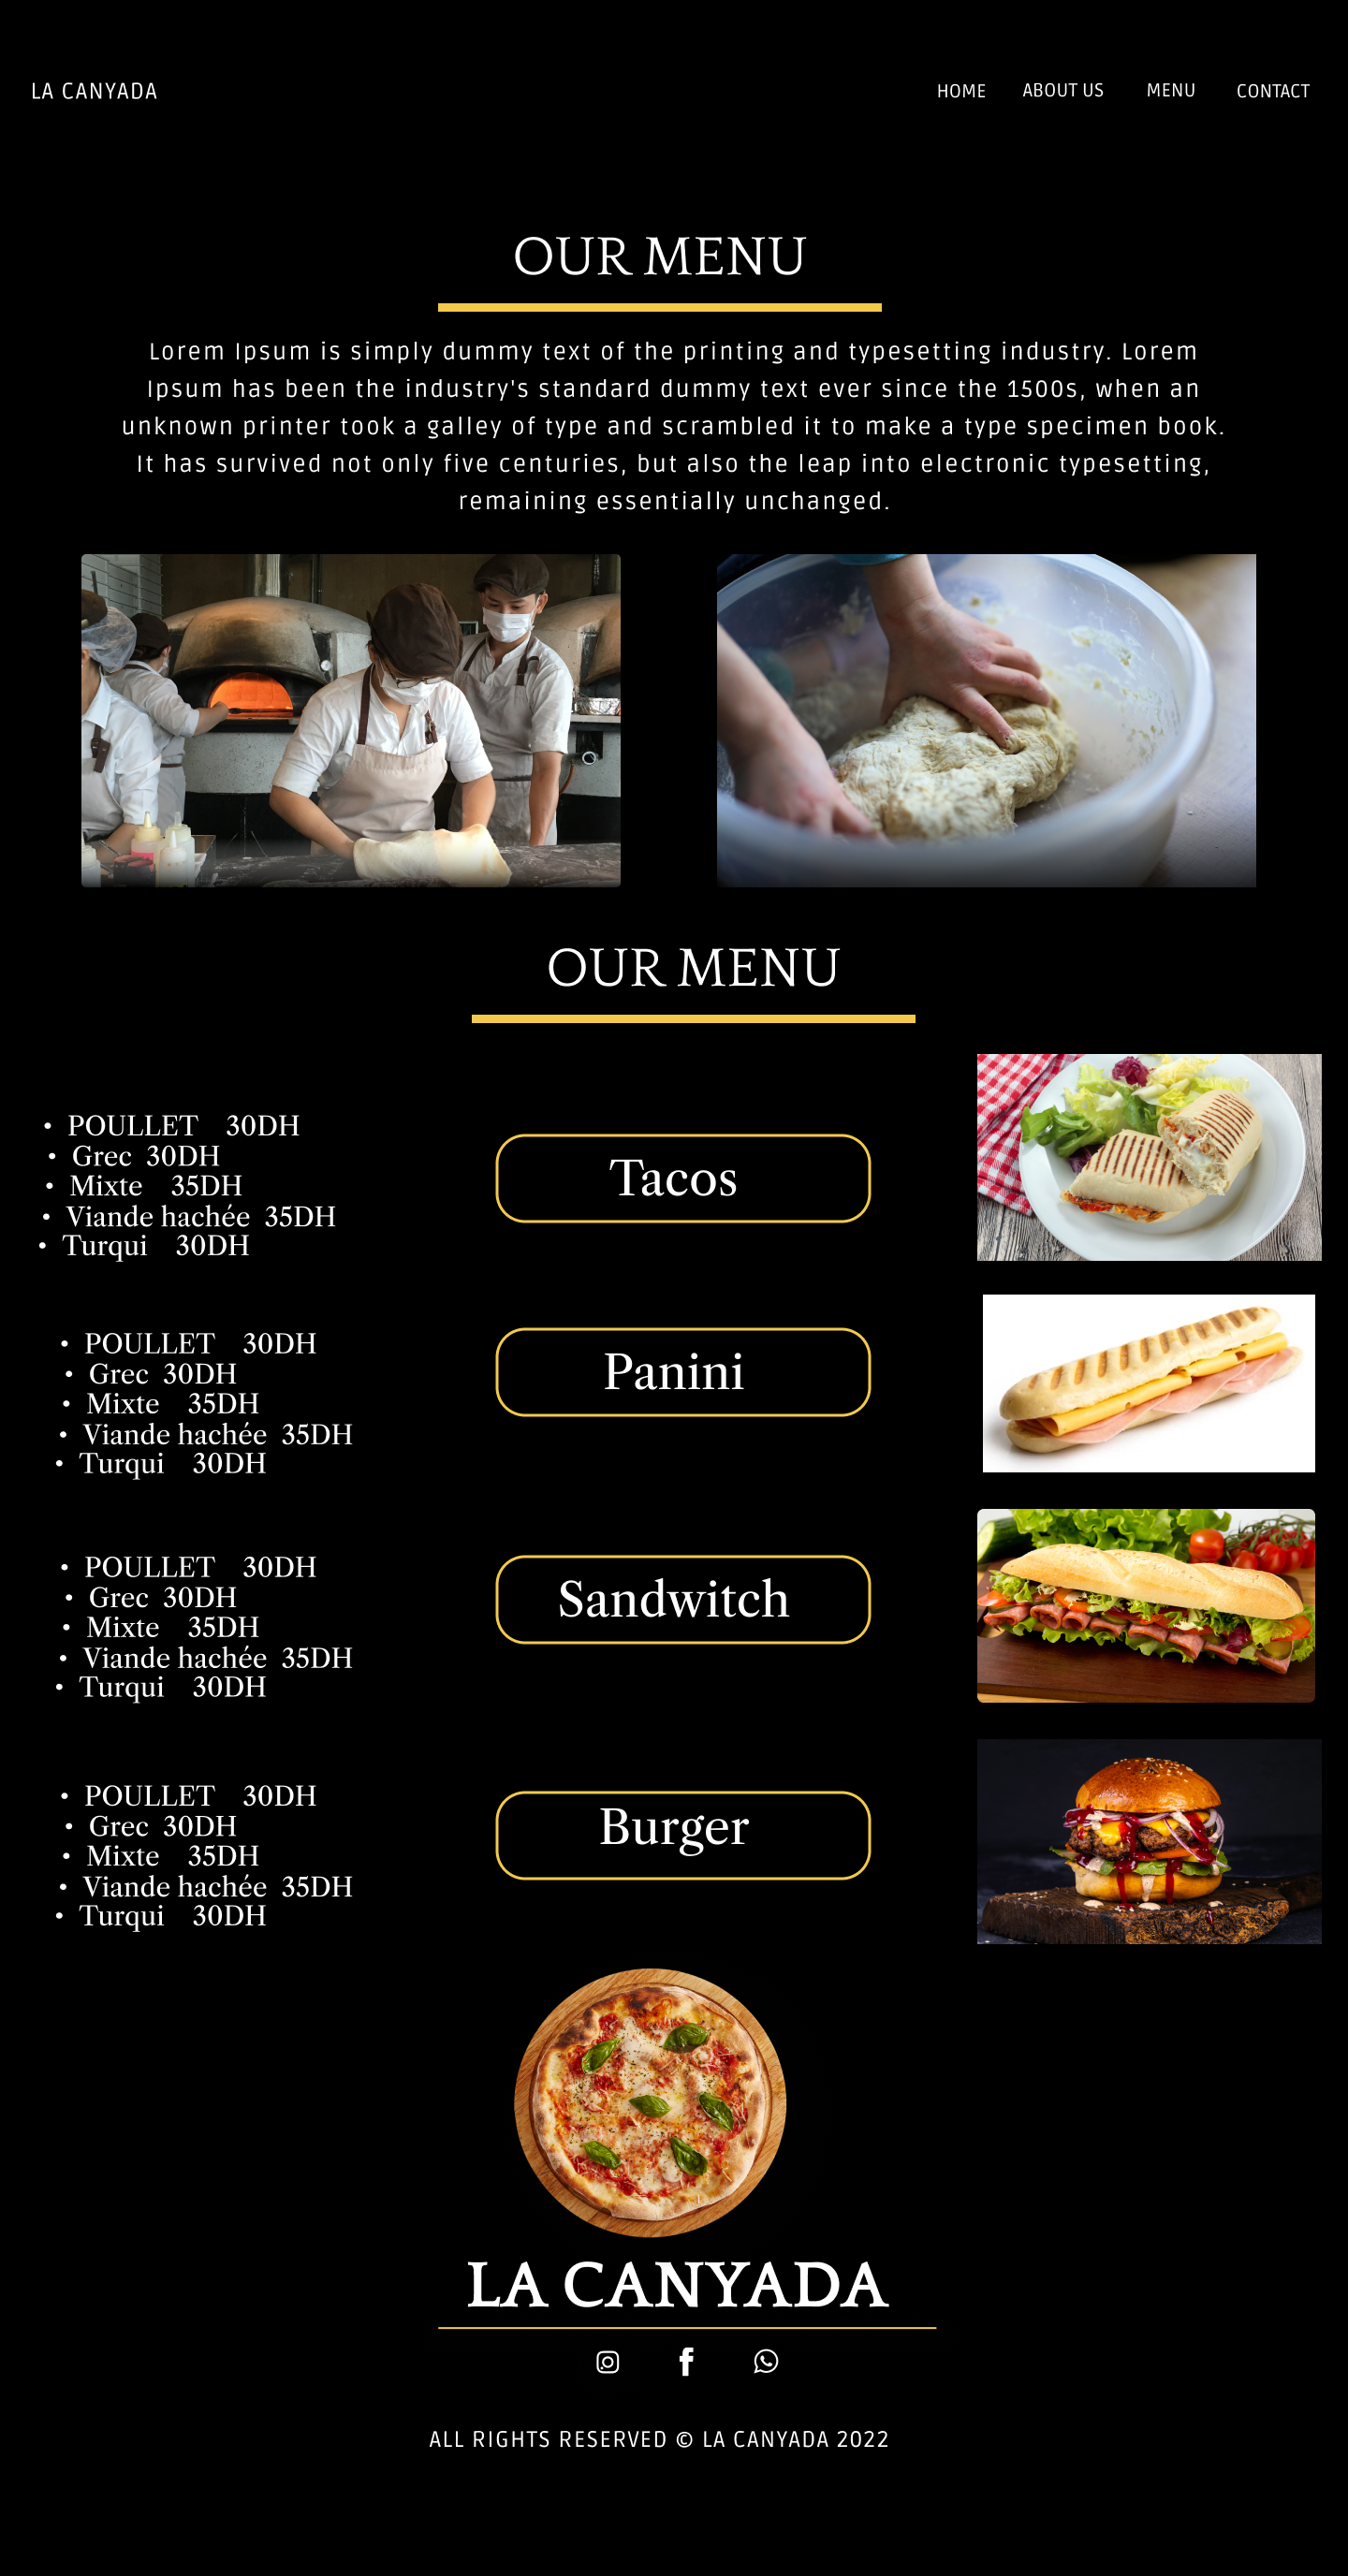 LA CANYADA
HOME ABOUT US MENU CONTACT
OUR MENU
Lorem Ipsum is simply dummy text of the printing and typesetting industry. Lorem
Ipsum has been the industry's standard dummy text ever since the 1500s, when an
unknown printer took a galley of type and scrambled it to make a type specimen book.
It has survived not only five centuries, but also the leap into electronic typesetting,
remaining essentially unchanged.
OUR MENU
• POULLET 30DH
• Grec 30DH
• Mixte 35DH
• Viande hachée 35DH
• Turqui 30DH
Tacos
• POULLET 30DH
• Grec 30DH
• Mixte 35DH
• Viande hachée 35DH
• Turqui 30DH
Panini
• POULLET 30DH
• Grec 30DH
• Mixte 35DH
• Viande hachée 35DH
• Turqui 30DH
Sandwitch
• POULLET 30DH
• Grec 30DH
• Mixte 35DH
• Viande hachée 35DH
• Turqui 30DH
Burger
LA CANYADA
ALL RIGHTS RESERVED © LA CANYADA 2022